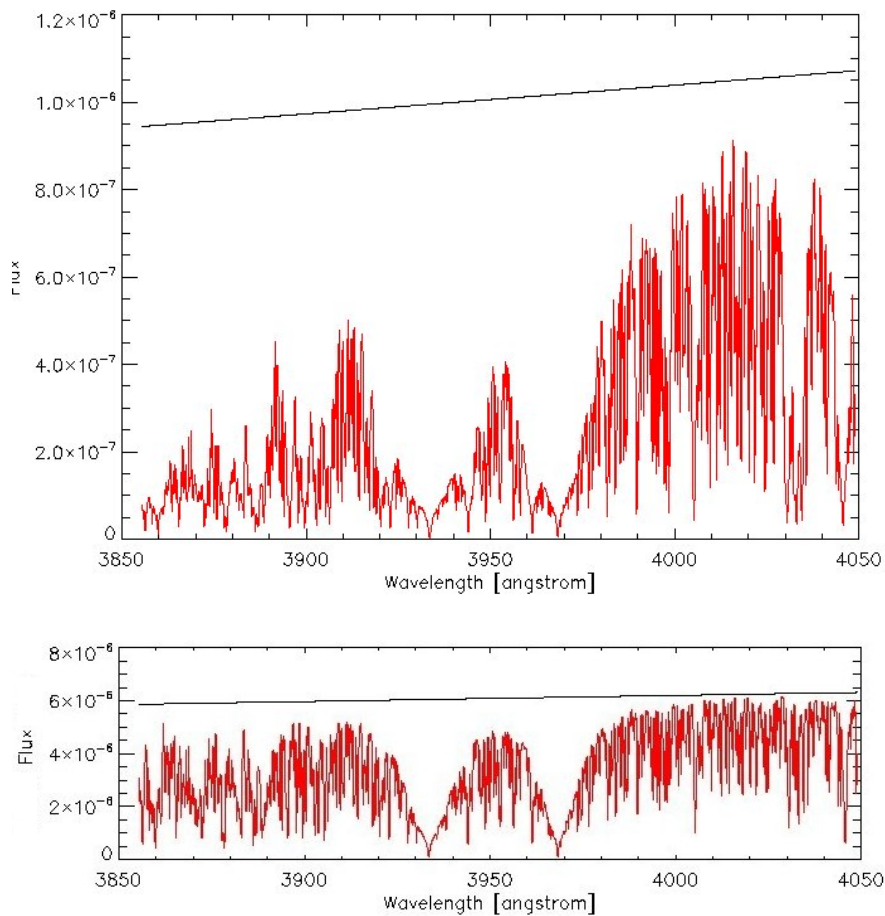 1.2×10⁻⁶
1.0×10⁻⁶
8.0×10⁻⁷
6.0×10⁻⁷
4.0×10⁻⁷
2.0×10⁻⁷
0
Flux
3850 3900 3950 4000 4050
Wavelength [angstrom]
8×10⁻⁶
6×10⁻⁶
4×10⁻⁶
2×10⁻⁶
0
Flux
3850 3900 3950 4000 4050
Wavelength [angstrom]